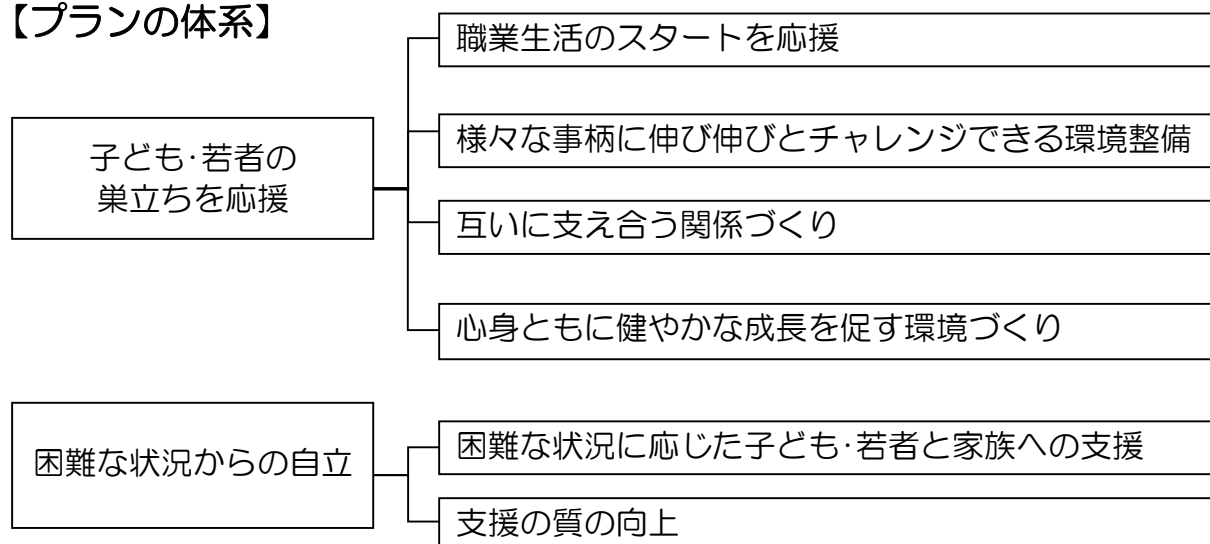 【プランの体系】
職業生活のスタートを応援
様々な事柄に伸び伸びとチャレンジできる環境整備
子ども･若者の
巣立ちを応援
互いに支え合う関係づくり
心身ともに健やかな成長を促す環境づくり
困難な状況からの自立
困難な状況に応じた子ども･若者と家族への支援
支援の質の向上